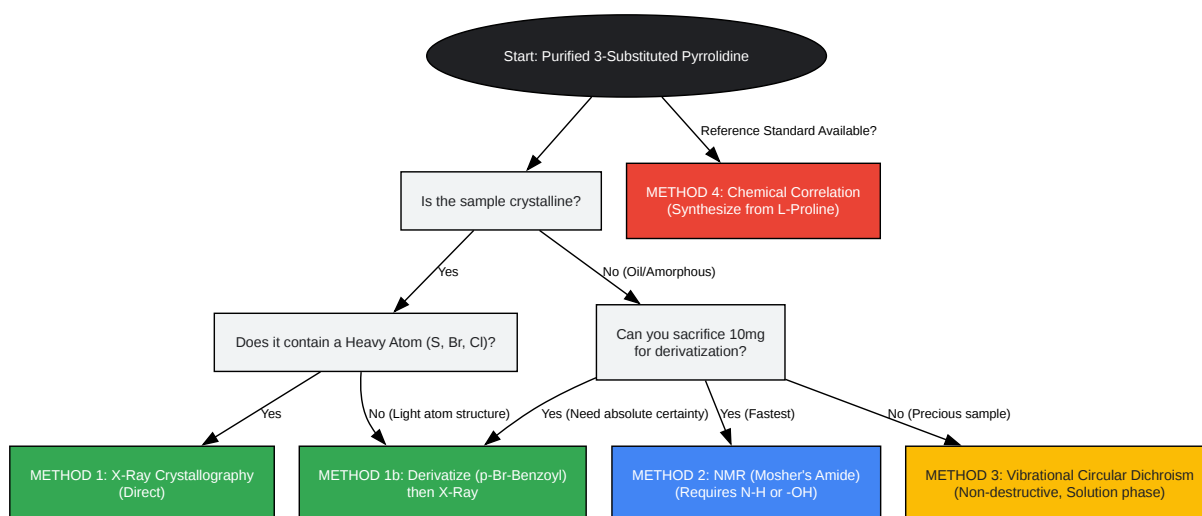 Start: Purified 3-Substituted Pyrrolidine
Reference Standard Available?
METHOD 4: Chemical Correlation
(Synthesize from L-Proline)
Is the sample crystalline?
Yes
No (Oil/Amorphous)
Does it contain a Heavy Atom (S, Br, Cl)?
Can you sacrifice 10mg
for derivatization?
Yes
No (Light atom structure)
Yes (Need absolute certainty)
Yes (Fastest)
No (Precious sample)
METHOD 1: X-Ray Crystallography
(Direct)
METHOD 1b: Derivatize (p-Br-Benzoyl)
then X-Ray
METHOD 2: NMR (Mosher's Amide)
(Requires N-H or -OH)
METHOD 3: Vibrational Circular Dichroism
(Non-destructive, Solution phase)